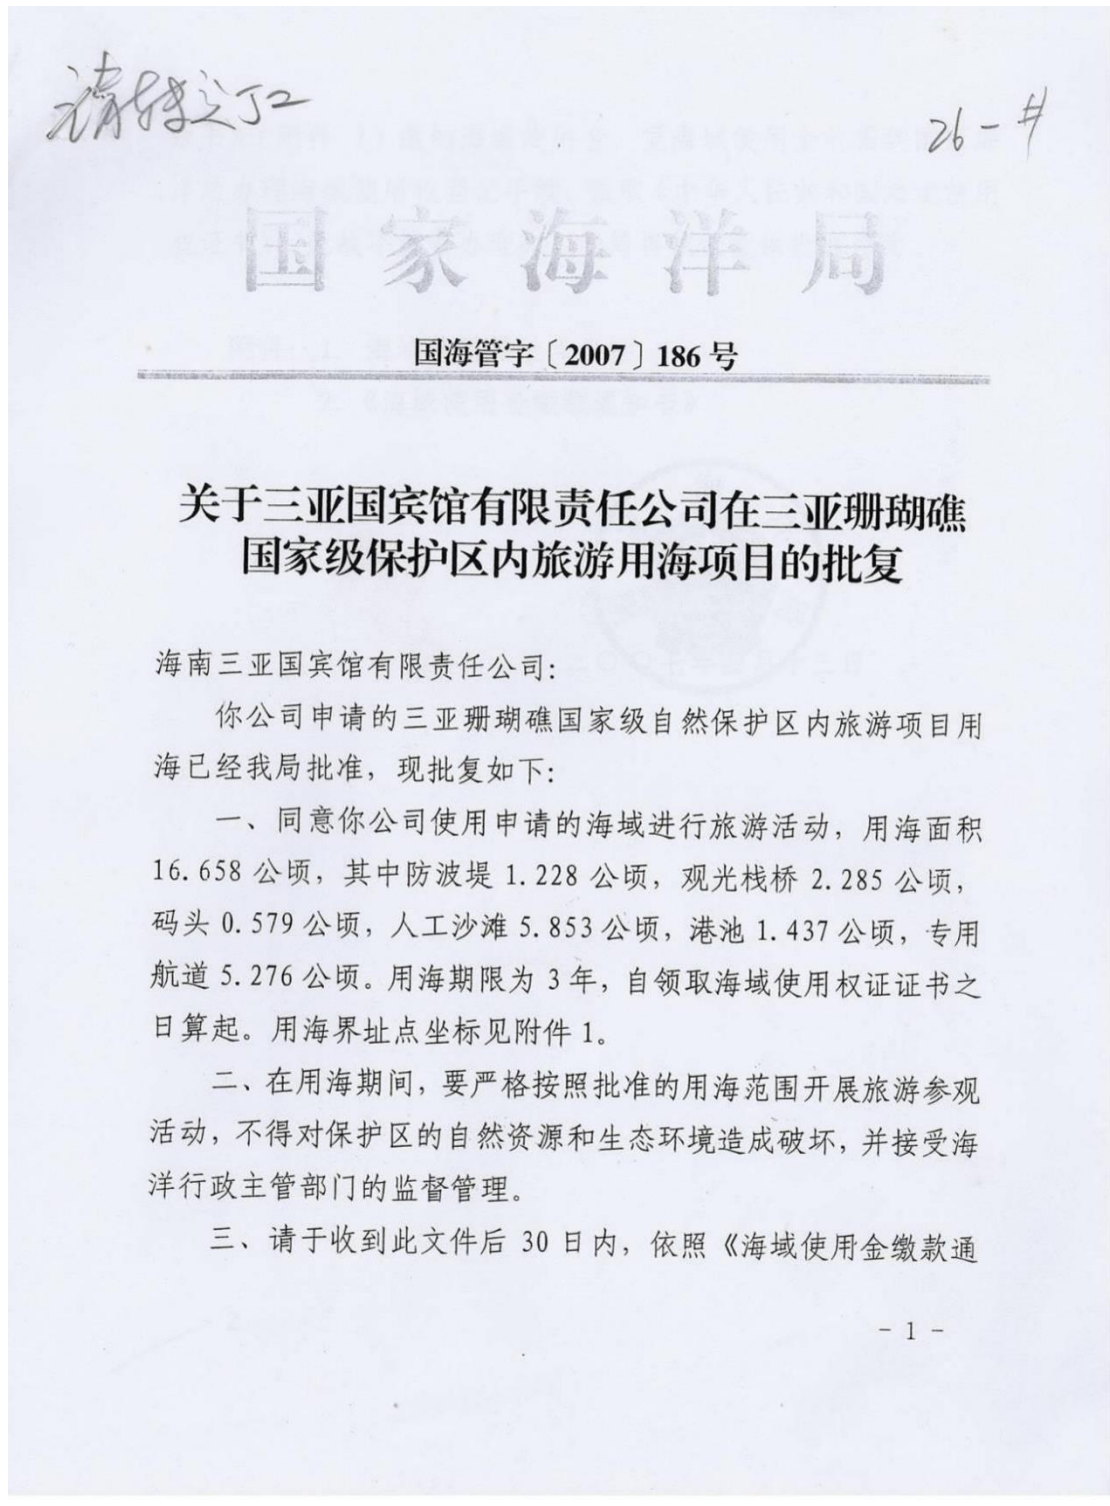 26-#
国家海洋局
国海管字〔2007〕186号
关于三亚国宾馆有限责任公司在三亚珊瑚礁
国家级保护区内旅游用海项目的批复
海南三亚国宾馆有限责任公司:
你公司申请的三亚珊瑚礁国家级自然保护区内旅游项目用
海已经我局批准，现批复如下:
一、同意你公司使用申请的海域进行旅游活动，用海面积
16.658公顷，其中防波堤1.228公顷，观光栈桥2.285公顷，
码头0.579公顷，人工沙滩5.853公顷，港池1.437公顷，专用
航道5.276公顷。用海期限为3年，自领取海域使用权证证书之
日算起。用海界址点坐标见附件1。
二、在用海期间，要严格按照批准的用海范围开展旅游参观
活动，不得对保护区的自然资源和生态环境造成破坏，并接受海
洋行政主管部门的监督管理。
三、请于收到此文件后30日内，依照《海域使用金缴款通
- 1 -